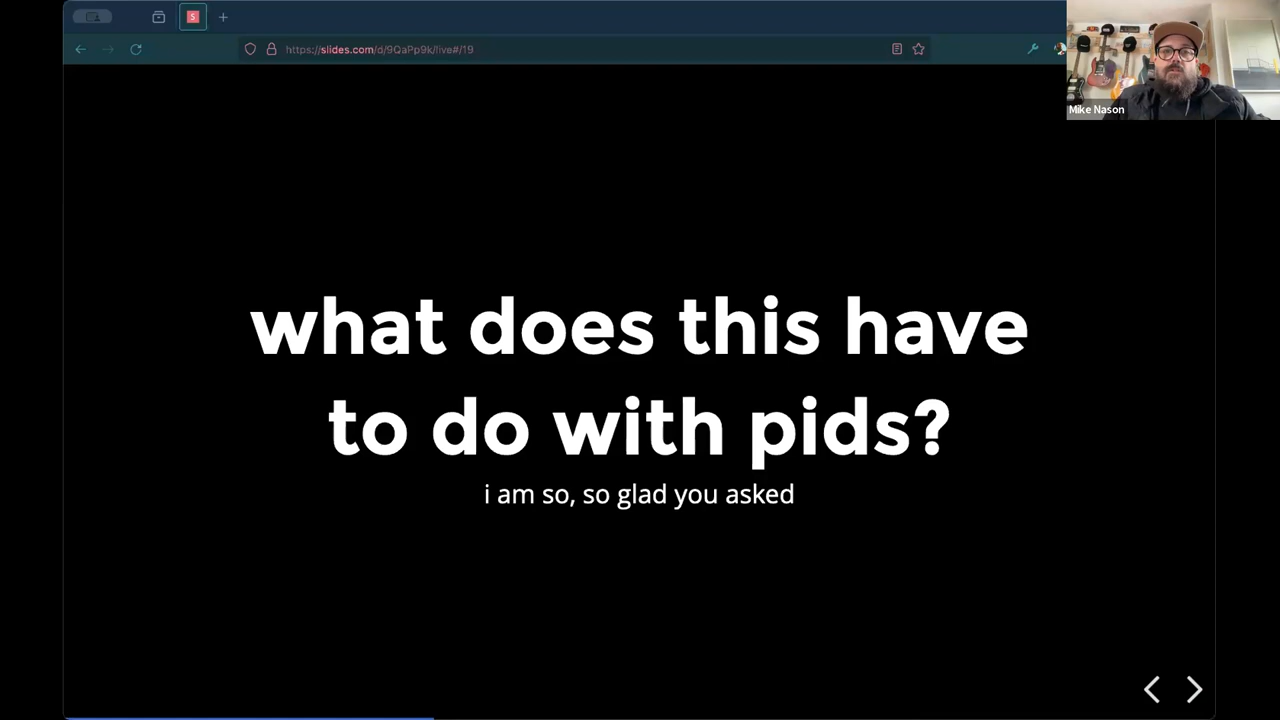 S
https://slides.com/d/9QaPp9k/live#/19
Mike Nason
what does this have
to do with pids?
i am so, so glad you asked